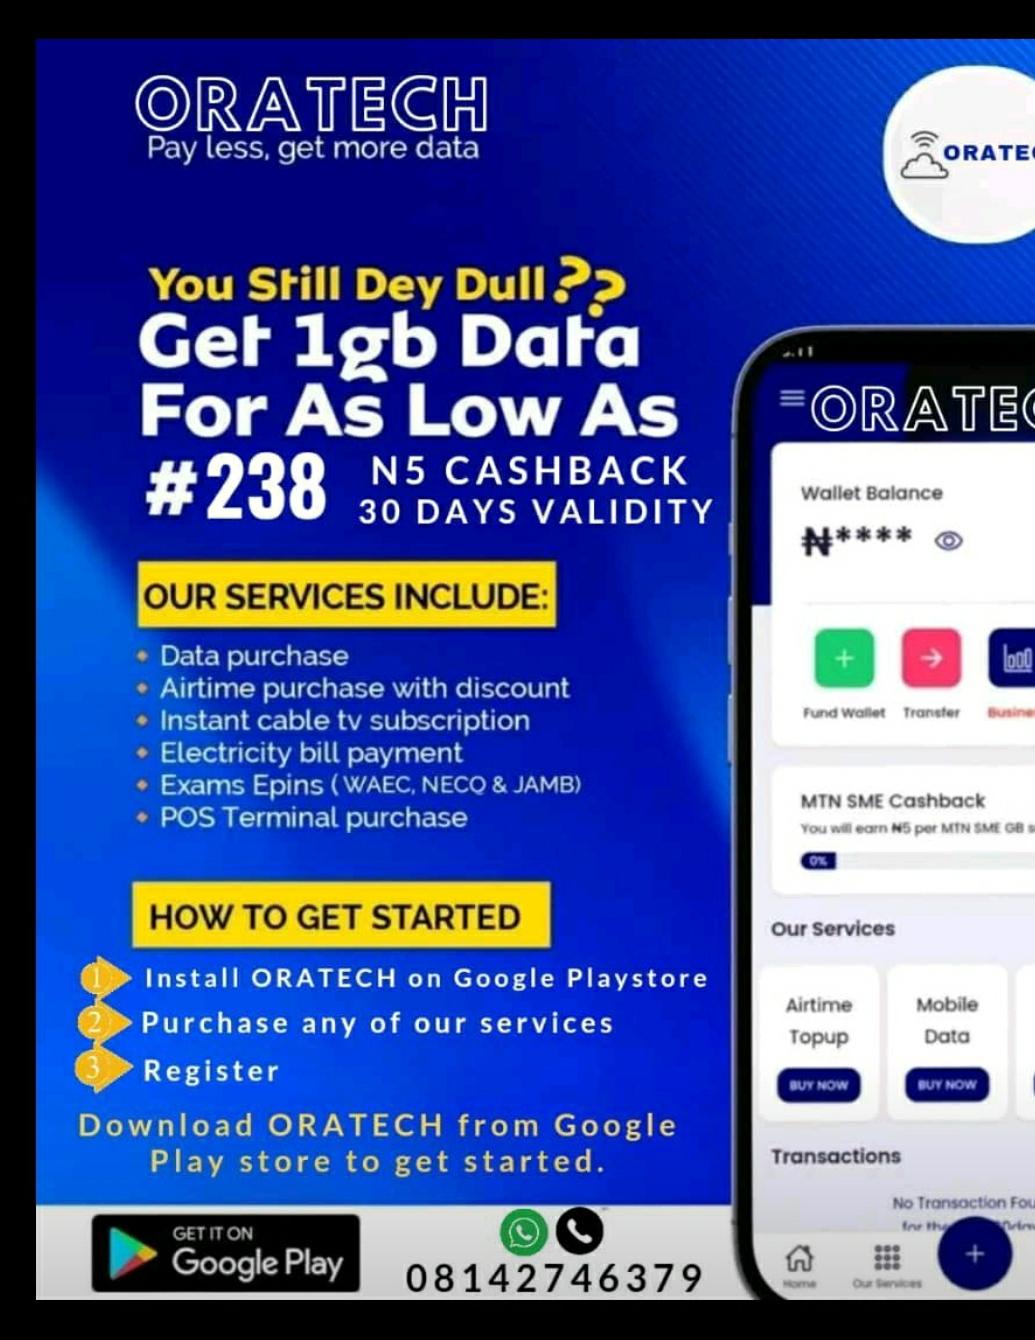 ORATECH
Pay less, get more data
ORATEC
You Still Dey Dull??
Get 1gb Data
For As Low As
#238
N5 CASHBACK
30 DAYS VALIDITY
OUR SERVICES INCLUDE:
Data purchase
Airtime purchase with discount
Instant cable tv subscription
Electricity bill payment
Exams Epins ( WAEC, NECO & JAMB)
POS Terminal purchase
HOW TO GET STARTED
1 Install ORATECH on Google Playstore
2 Purchase any of our services
3 Register
Download ORATECH from Google
Play store to get started.
GET IT ON
Google Play
08142746379
ORATEC
Wallet Balance
₦****
Fund Wallet Transfer Busine
MTN SME Cashback
You will earn ₦5 per MTN SME GB s
0%
Our Services
Airtime
Topup
BUY NOW
Mobile
Data
BUY NOW
Transactions
No Transaction Fou
for the
Home Our Services